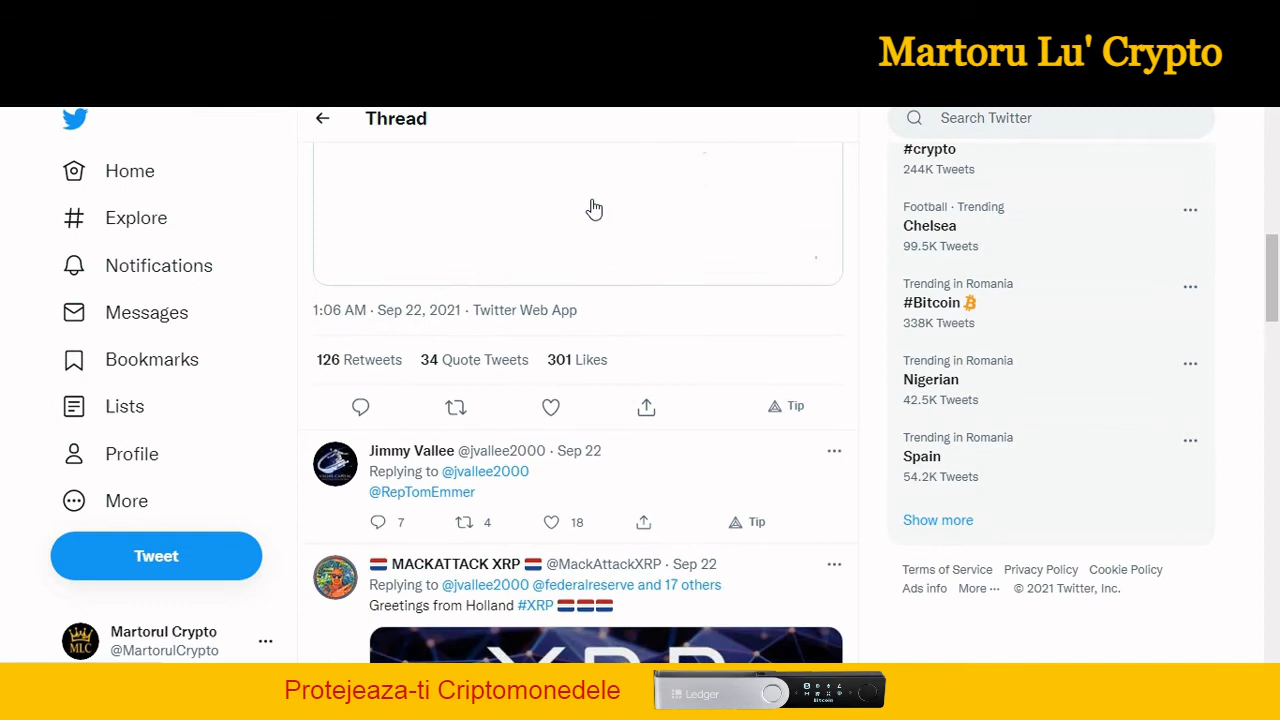 Martoru Lu' Crypto
Thread
Search Twitter
Home
Explore
Notifications
Messages
Bookmarks
Lists
Profile
More
Tweet
Martorul Crypto
@MartorulCrypto
MLC
1:06 AM · Sep 22, 2021 · Twitter Web App
126 Retweets 34 Quote Tweets 301 Likes
Tip
Jimmy Vallee @jvallee2000 · Sep 22
Replying to @jvallee2000
@RepTomEmmer
7 4 18 Tip
MACKATTACK XRP @MackAttackXRP · Sep 22
Replying to @jvallee2000 @federalreserve and 17 others
Greetings from Holland #XRP
XRP
#crypto
244K Tweets
Football · Trending
Chelsea
99.5K Tweets
Trending in Romania
#Bitcoin
338K Tweets
Trending in Romania
Nigerian
42.5K Tweets
Trending in Romania
Spain
54.2K Tweets
Show more
Terms of Service Privacy Policy Cookie Policy
Ads info More ··· © 2021 Twitter, Inc.
Protejeaza-ti Criptomonedele
Ledger
Bitcoin